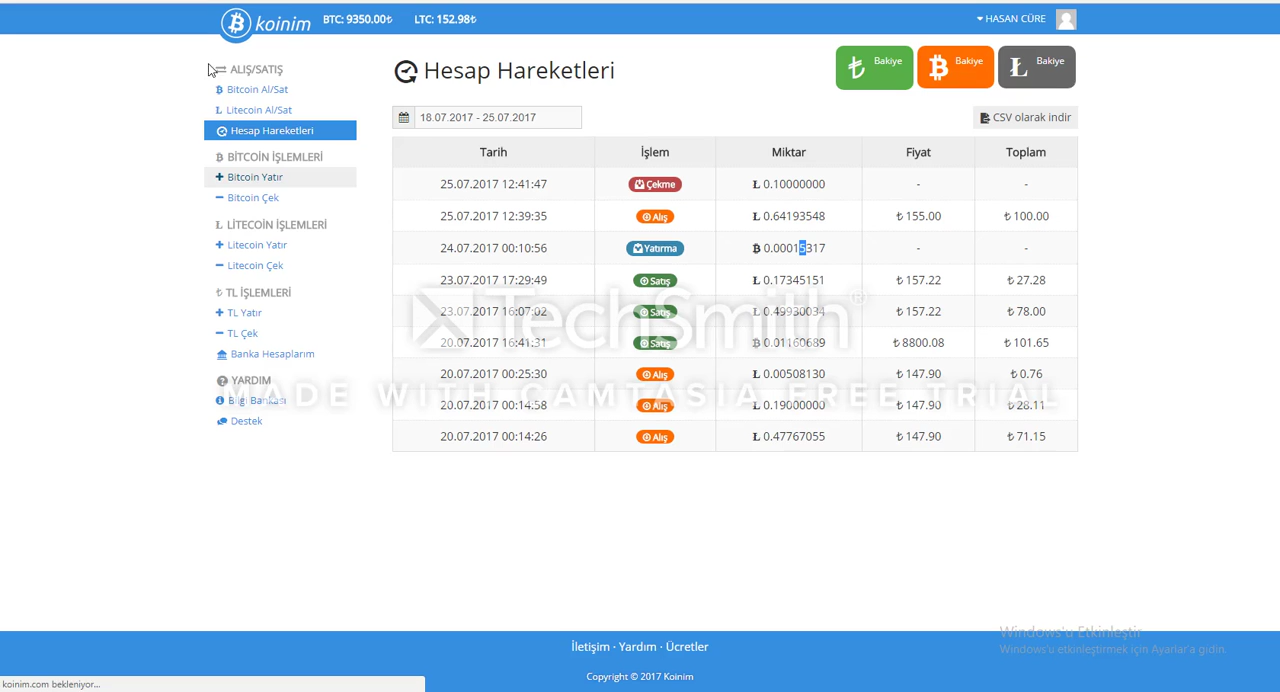 koinim BTC: 9350.00₺ LTC: 152.98₺ HASAN CÜRE
ALIŞ/SATIŞ
Bitcoin Al/Sat
Litecoin Al/Sat
Hesap Hareketleri
BİTCOİN İŞLEMLERİ
Bitcoin Yatır
Bitcoin Çek
LİTECOİN İŞLEMLERİ
Litecoin Yatır
Litecoin Çek
₺ TL İŞLEMLERİ
TL Yatır
TL Çek
Banka Hesaplarım
YARDIM
Bilgi Bankası
Destek
Hesap Hareketleri
₺ Bakiye
Bakiye
Ł Bakiye
18.07.2017 - 25.07.2017
CSV olarak indir
Tarih İşlem Miktar Fiyat Toplam
25.07.2017 12:41:47 Çekme Ł 0.10000000 - -
25.07.2017 12:39:35 Alış Ł 0.64193548 ₺ 155.00 ₺ 100.00
24.07.2017 00:10:56 Yatırma ฿ 0.00015317 - -
23.07.2017 17:29:49 Satış Ł 0.17345151 ₺ 157.22 ₺ 27.28
23.07.2017 16:07:02 Satış Ł 0.49930034 ₺ 157.22 ₺ 78.00
20.07.2017 16:41:31 Satış ฿ 0.01160689 ₺ 8800.08 ₺ 101.65
20.07.2017 00:25:30 Alış Ł 0.00508130 ₺ 147.90 ₺ 0.76
20.07.2017 00:14:58 Alış Ł 0.19000000 ₺ 147.90 ₺ 28.11
20.07.2017 00:14:26 Alış Ł 0.47767055 ₺ 147.90 ₺ 71.15
TechSmith®
MADE WITH CAMTASIA FREE TRIAL
Windows'u Etkinleştir
Windows'u etkinleştirmek için Ayarlar'a gidin.
İletişim · Yardım · Ücretler
Copyright © 2017 Koinim
koinim.com bekleniyor...